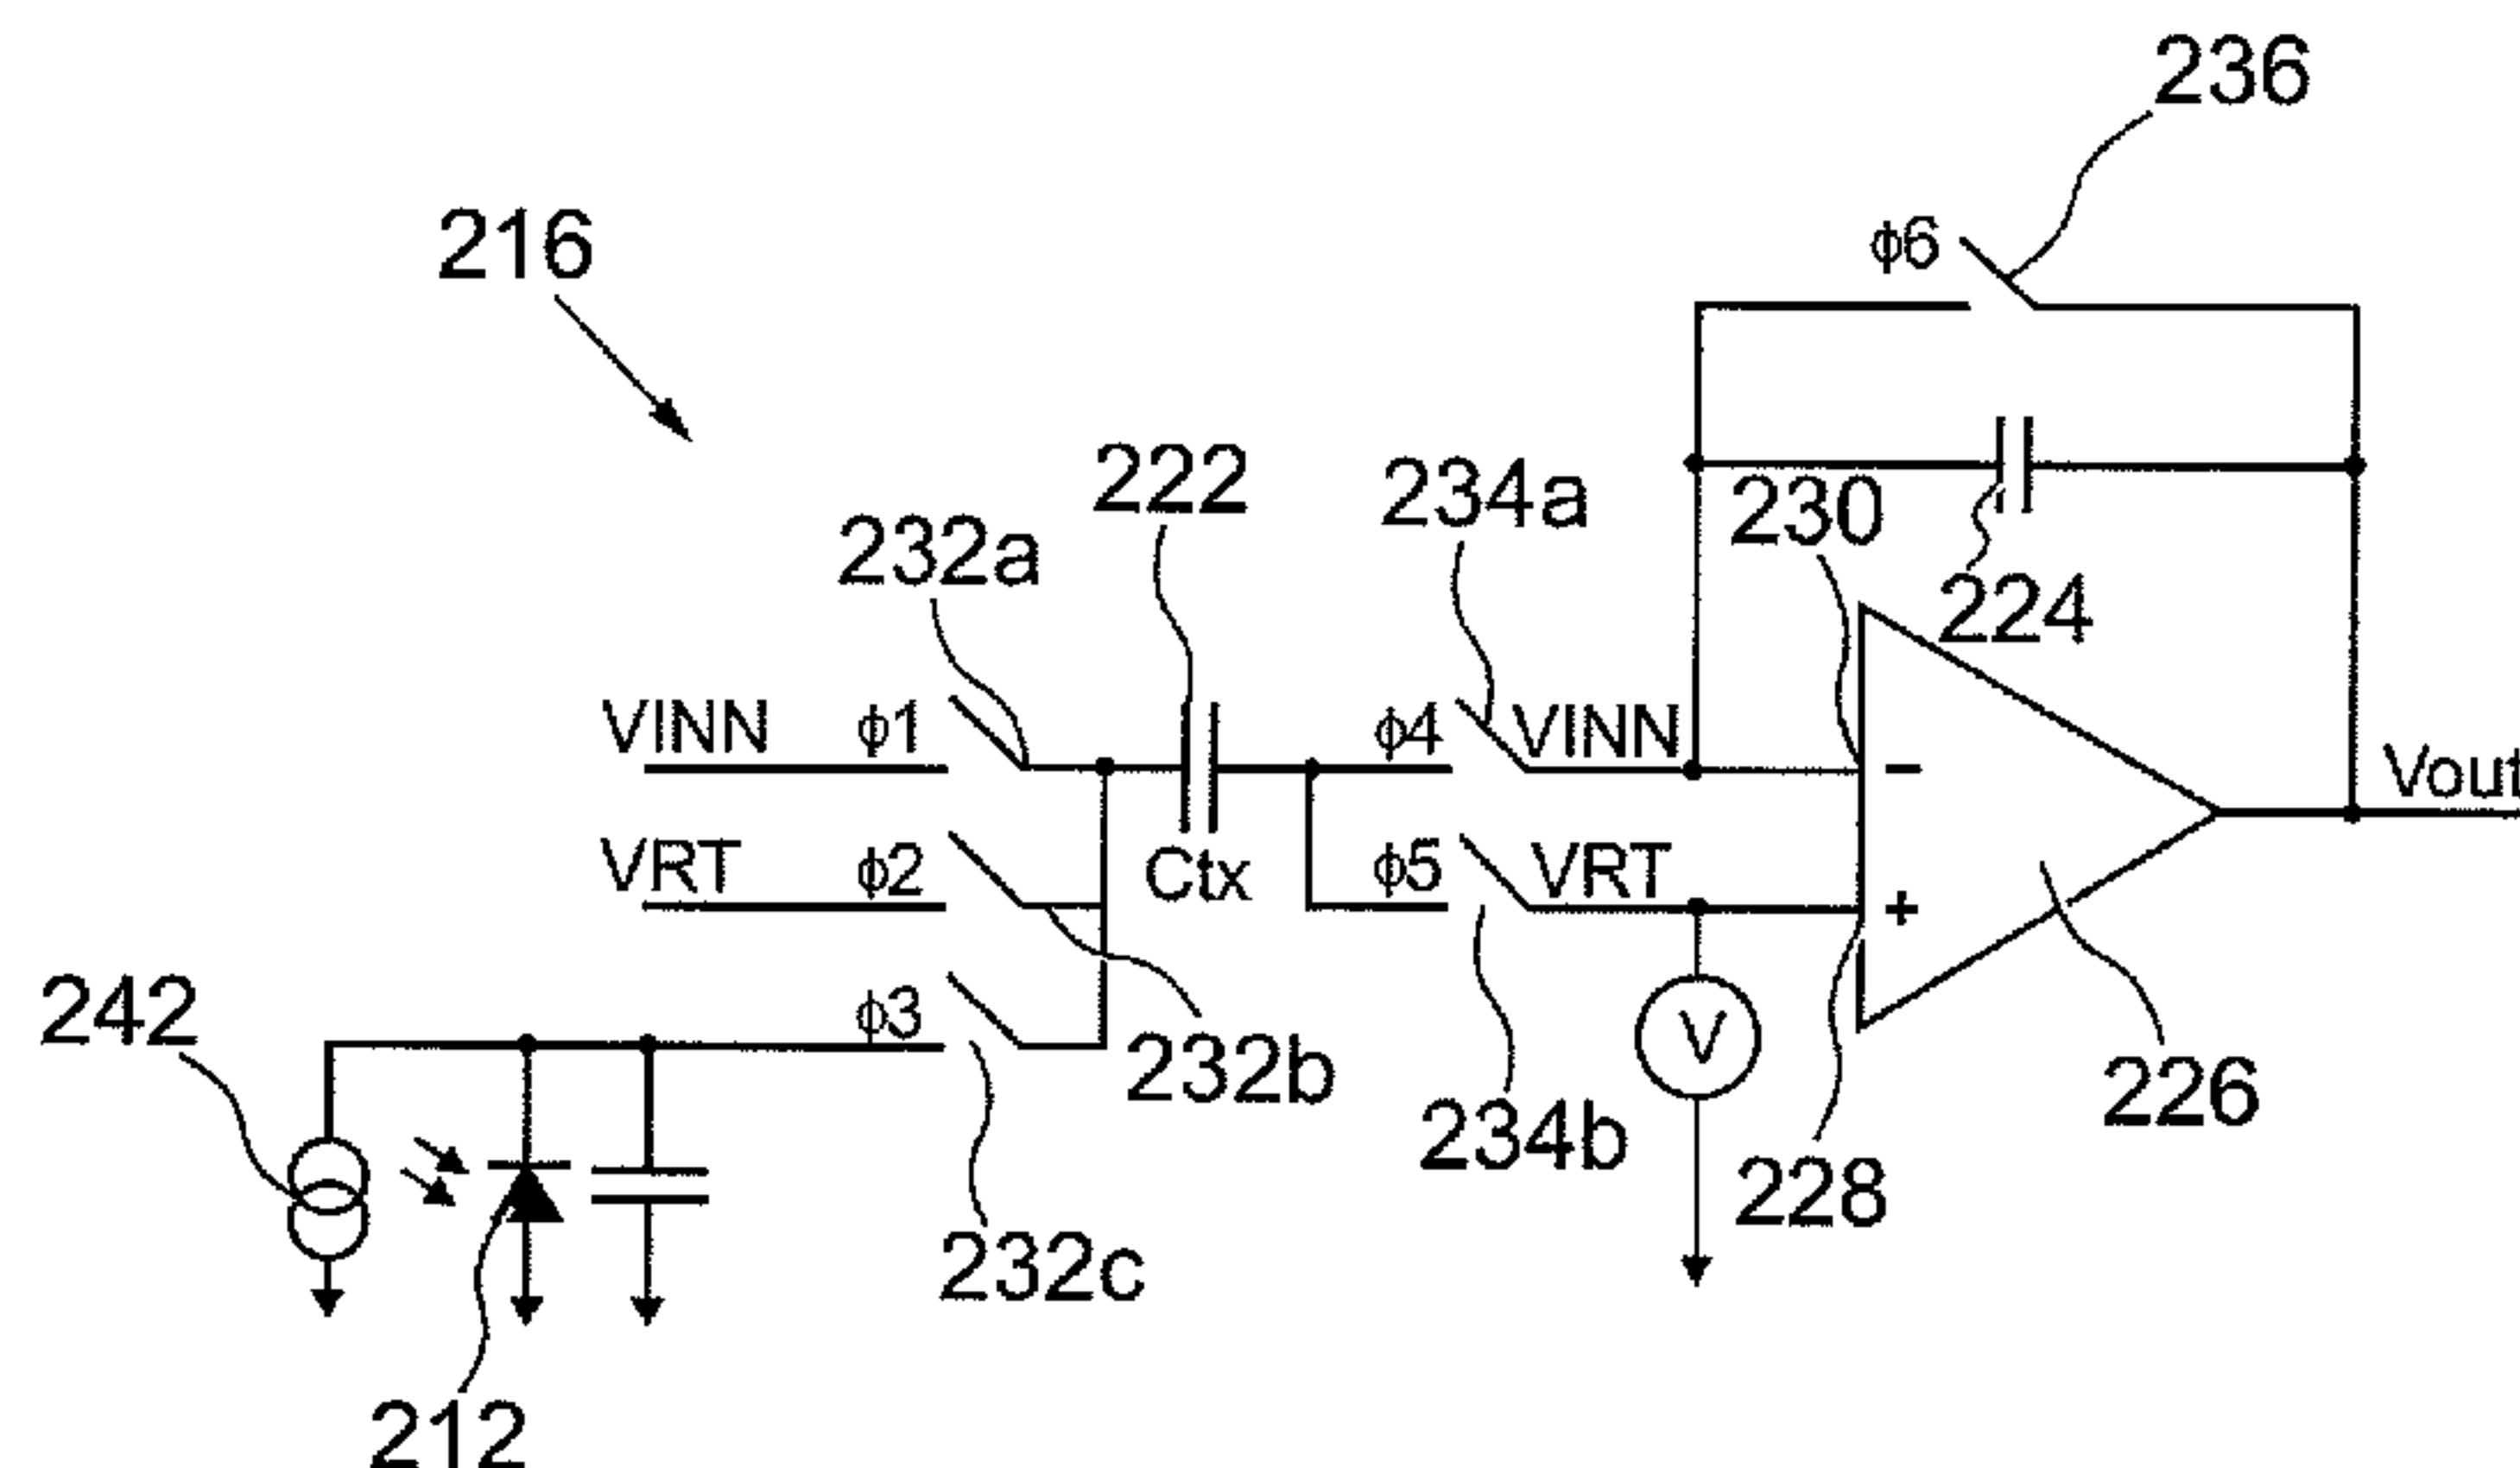 236
216
ϕ6
222
234a
230
232a
224
VINN ϕ1
ϕ4 VINN
−
Vout
VRT ϕ2
Ctx
ϕ5 VRT
+
242
ϕ3
232b
V
226
234b
228
232c
212